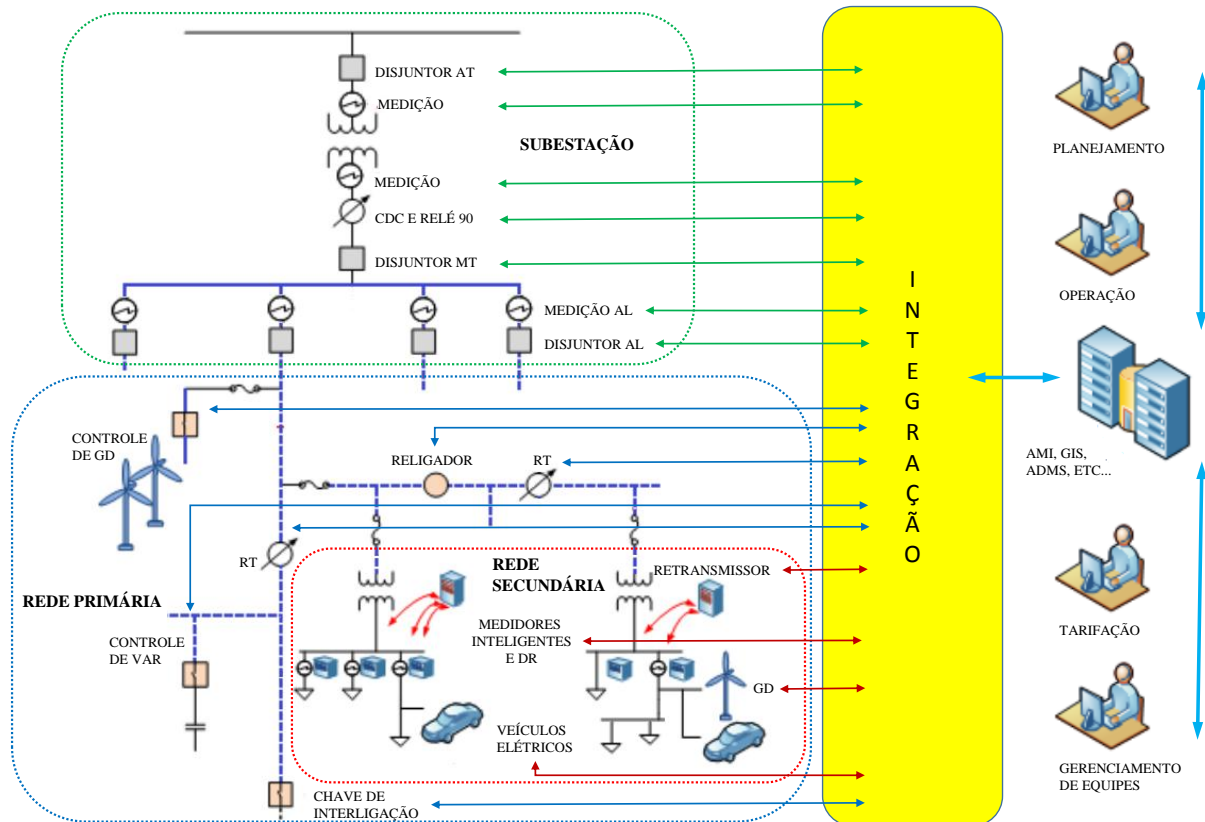 DISJUNTOR AT
MEDIÇÃO
SUBESTAÇÃO
MEDIÇÃO
CDC E RELÉ 90
DISJUNTOR MT
MEDIÇÃO AL
DISJUNTOR AL
CONTROLE
DE GD
RELIGADOR
RT
RT
REDE PRIMÁRIA
CONTROLE
DE VAR
REDE
SECUNDÁRIA
RETRANSMISSOR
MEDIDORES
INTELIGENTES
E DR
GD
VEÍCULOS
ELÉTRICOS
CHAVE DE
INTERLIGAÇÃO
I
N
T
E
G
R
A
Ç
Ã
O
PLANEJAMENTO
OPERAÇÃO
AMI, GIS,
ADMS, ETC...
TARIFAÇÃO
GERENCIAMENTO
DE EQUIPES